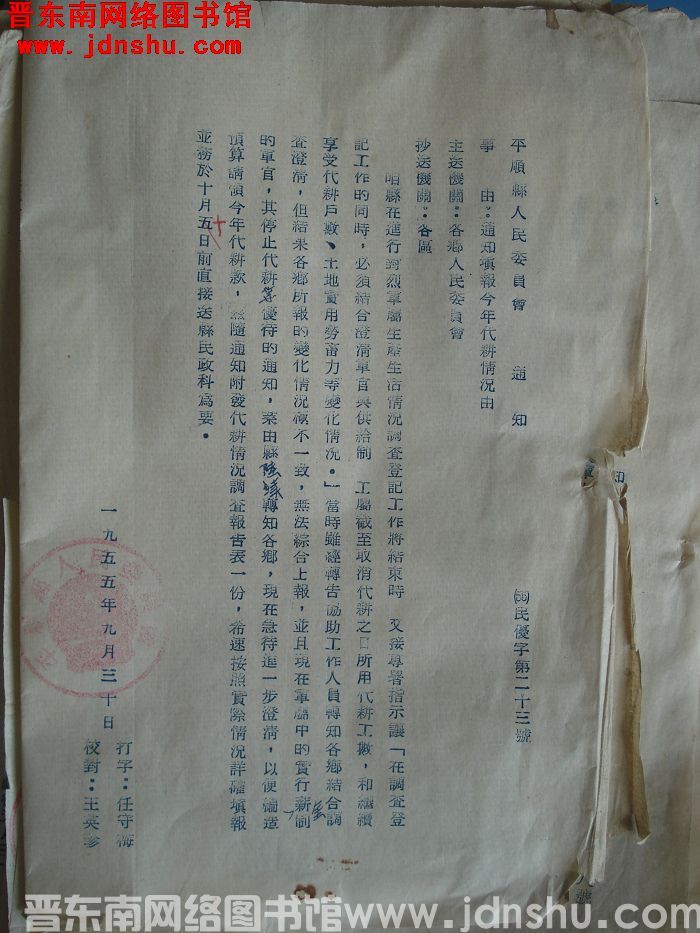 晋东南网络图书馆
www.jdnshu.com
平順縣人民委員會　通知
民優字第二十三號
事　由：通知填報今年代耕情况由
主送機關：各鄉人民委員會
抄送機關：各區
咱縣在進行對烈軍屬生產生活情况調查登記工作將結束時　又接專署指示讓「在調查登
記工作的同時，必須結合澄清軍官與供給制　工屬截至取消代耕之日所用代耕工數，和繼續
享受代耕戶數、土地實用勞畜力等變化情况。」當時雖經轉告協助工作人員轉知各鄉結合調
查澄清，但結果各鄉所報的變化情况極不一致，無法綜合上報，並且現在軍屬中的實行薪金制
的軍官，其停止代耕等優待的通知，業由縣轉知各鄉，現在急待進一步澄清，以便編造
預算請領今年代耕款，茲隨通知附發代耕情况調查報告表一份，希速按照實際情况詳確填報
並務於十月十五日前直接送縣民政科爲要。
一九五五年九月三十日
打字：任守梅
校對：王英珍
號
晋东南网络图书馆www.jdnshu.com